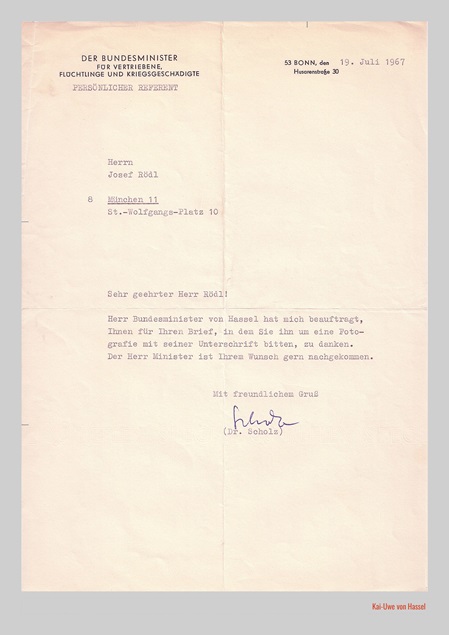 DER BUNDESMINISTER
FÜR VERTRIEBENE,
FLÜCHTLINGE UND KRIEGSGESCHÄDIGTE
PERSÖNLICHER REFERENT
53 BONN, den 19. Juli 1967
Husarenstraße 30
Herrn
Josef Rödl
8 München 11
St.-Wolfgangs-Platz 10
Sehr geehrter Herr Rödl!
Herr Bundesminister von Hassel hat mich beauftragt,
Ihnen für Ihren Brief, in dem Sie ihn um eine Foto-
grafie mit seiner Unterschrift bitten, zu danken.
Der Herr Minister ist Ihrem Wunsch gern nachgekommen.
Mit freundlichem Gruß
Scholz
(Dr. Scholz)
Kai-Uwe von Hassel